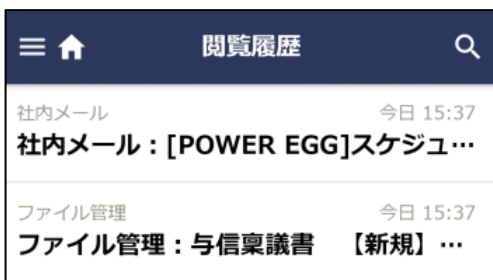 閲覧履歴
社内メール 今日 15:37
社内メール:[POWER EGG]スケジュ…
ファイル管理 今日 15:37
ファイル管理:与信稟議書 【新規】…